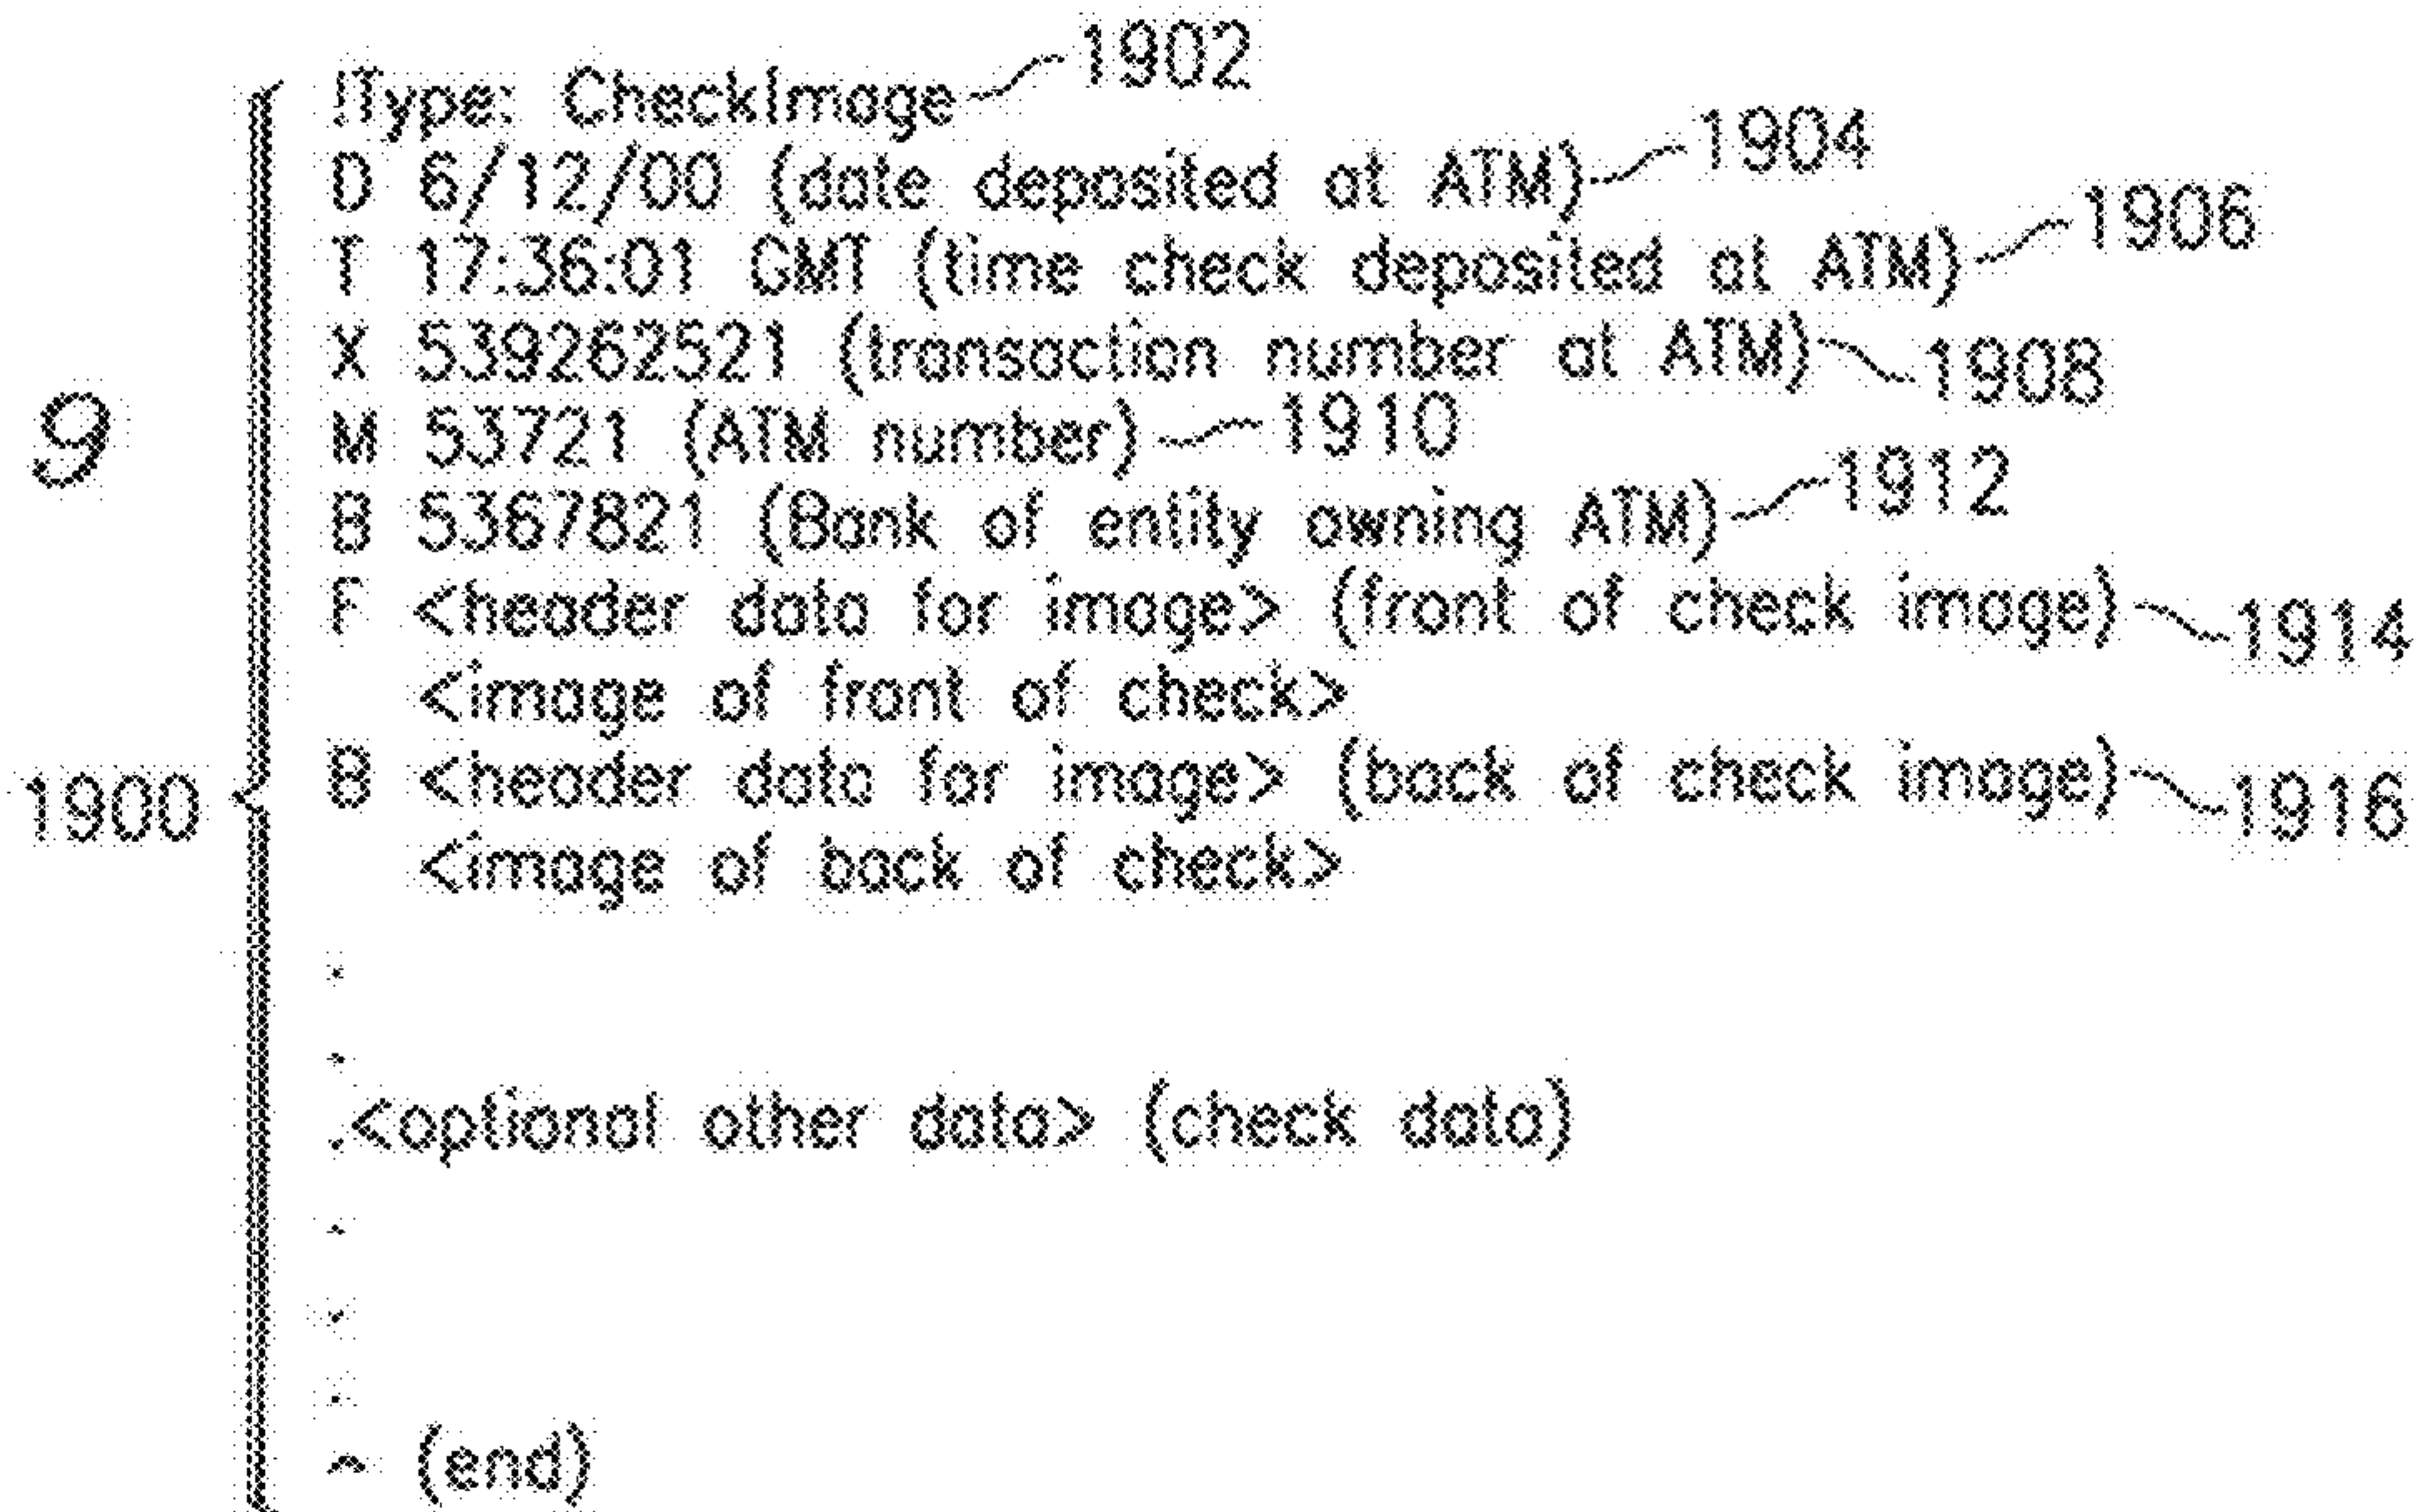 !Type: CheckImage 1902
D 6/12/00 (date deposited at ATM) 1904
T 17:36:01 GMT (time check deposited at ATM) 1906
X 539262521 (transaction number at ATM) 1908
M 53721 (ATM number) 1910
9
B 5367821 (Bank of entity owning ATM) 1912
F <header data for image> (front of check image) 1914
<image of front of check>
B <header data for image> (back of check image) 1916
1900
<image of back of check>
.
.
.<optional other data> (check data)
.
.
.
^ (end)